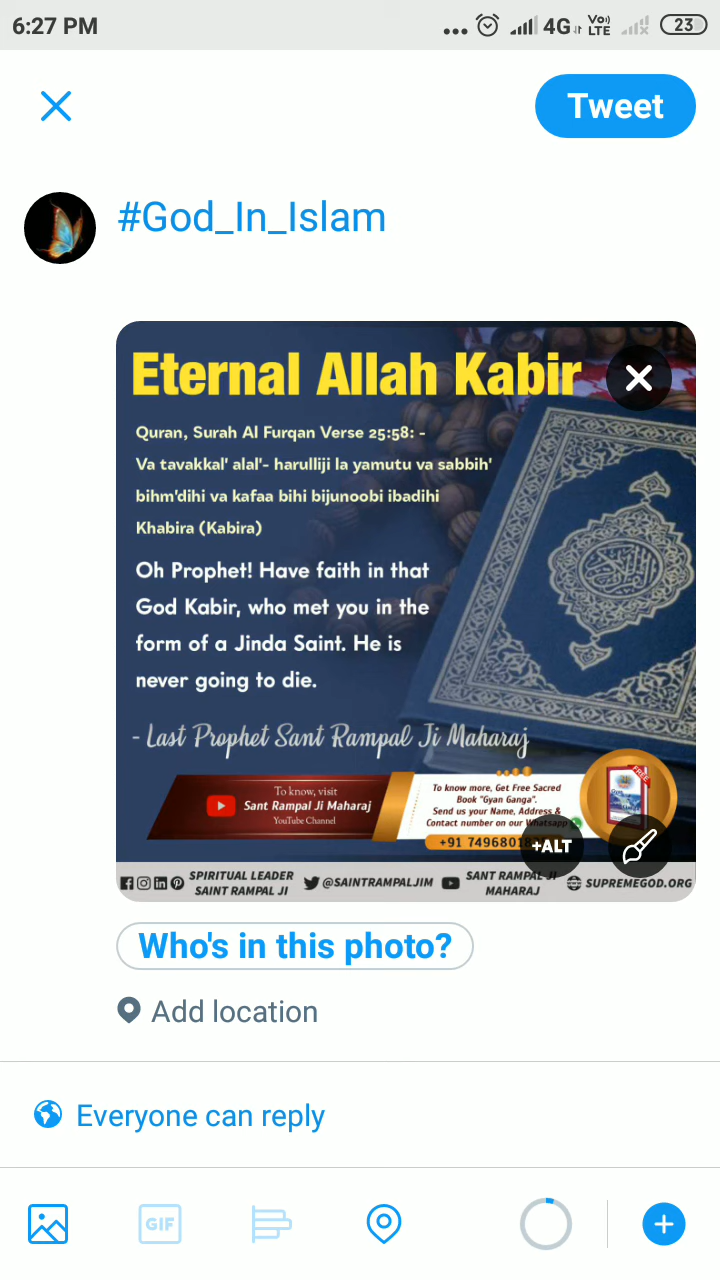 6:27 PM
4G
Vo))
LTE
23
Tweet
#God_In_Islam
Eternal Allah Kabir
Quran, Surah Al Furqan Verse 25:58: -
Va tavakkal' alal'- harulliji la yamutu va sabbih'
bihm'dihi va kafaa bihi bijunoobi ibadihi
Khabira (Kabira)
Oh Prophet! Have faith in that
God Kabir, who met you in the
form of a Jinda Saint. He is
never going to die.
- Last Prophet Sant Rampal Ji Maharaj
To know, visit
Sant Rampal Ji Maharaj
YouTube Channel
To know more, Get Free Sacred
Book "Gyan Ganga".
Send us your Name, Address &
Contact number on our Whatsapp
FREE
+ALT
SPIRITUAL LEADER
SAINT RAMPAL JI
@SAINTRAMPALJIM
SANT RAMPAL JI
MAHARAJ
SUPREMEGOD.ORG
Who's in this photo?
Add location
Everyone can reply
GIF